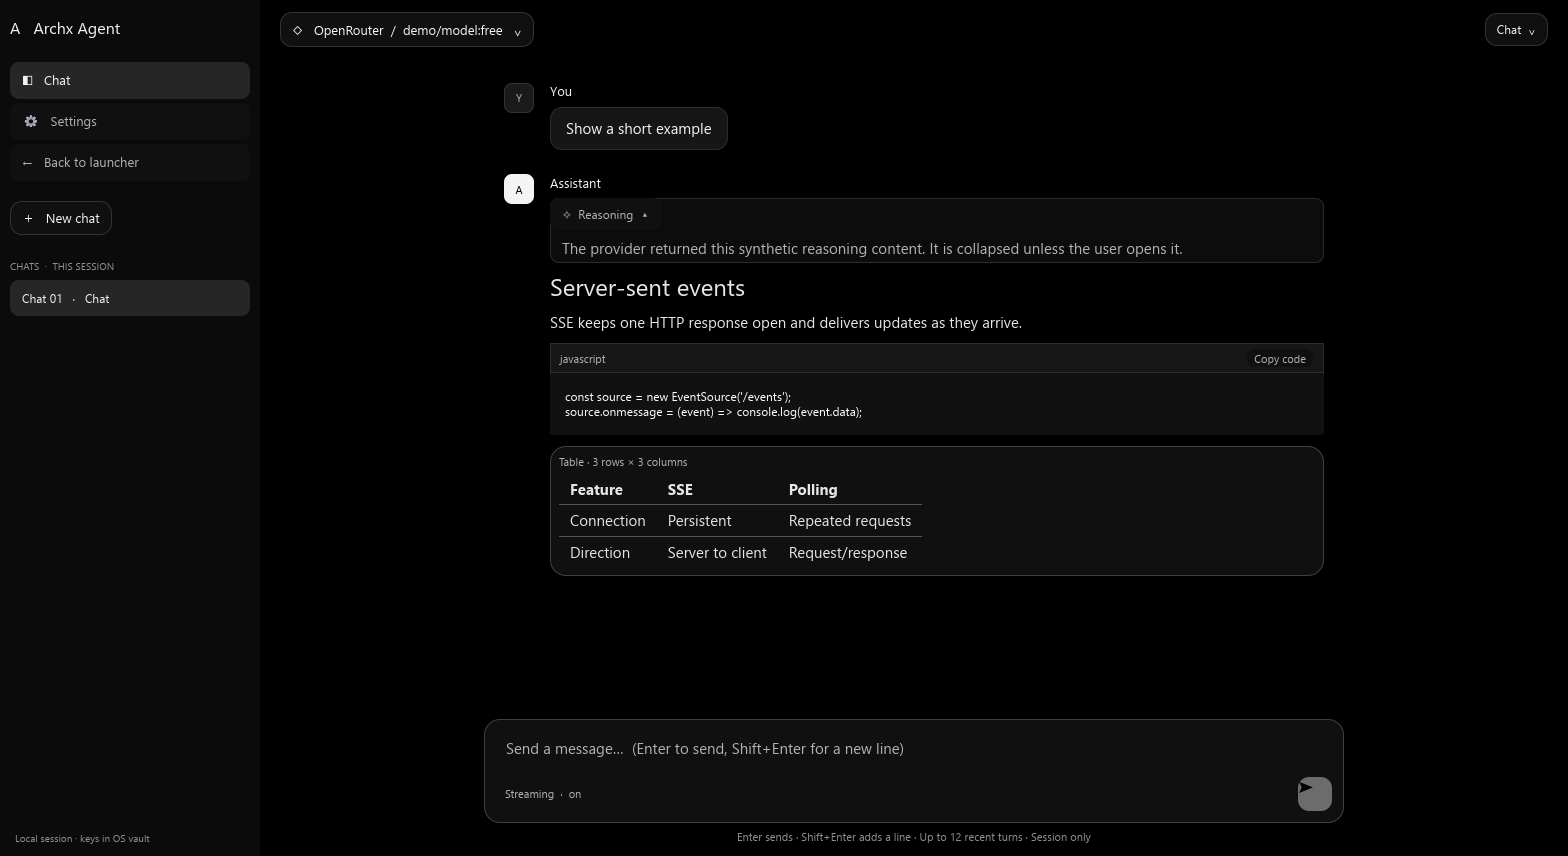 A Archx Agent
Chat
Settings
← Back to launcher
+ New chat
CHATS · THIS SESSION
Chat 01 · Chat
Local session · keys in OS vault
OpenRouter / demo/model:free
Chat
Y
You
Show a short example
A
Assistant
Reasoning
The provider returned this synthetic reasoning content. It is collapsed unless the user opens it.
Server-sent events
SSE keeps one HTTP response open and delivers updates as they arrive.
javascript Copy code
const source = new EventSource('/events');
source.onmessage = (event) => console.log(event.data);
Table · 3 rows × 3 columns
Feature SSE Polling
Connection Persistent Repeated requests
Direction Server to client Request/response
Send a message... (Enter to send, Shift+Enter for a new line)
Streaming · on
Enter sends · Shift+Enter adds a line · Up to 12 recent turns · Session only